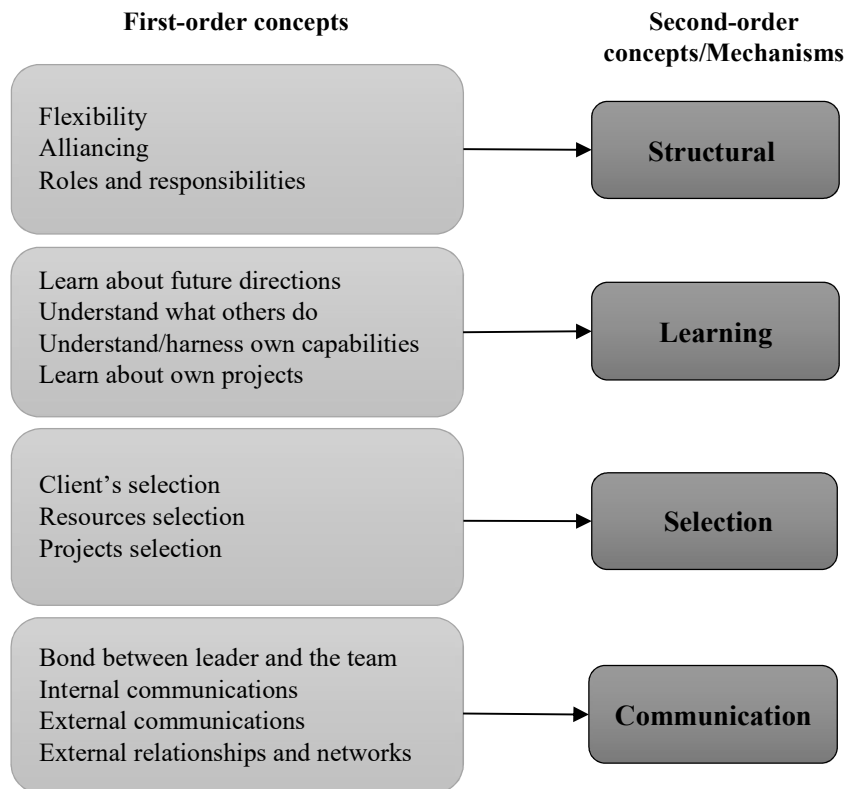 First-order concepts
Second-order
concepts/Mechanisms
Flexibility
Alliancing
Roles and responsibilities
Structural
Learn about future directions
Understand what others do
Understand/harness own capabilities
Learn about own projects
Learning
Client’s selection
Resources selection
Projects selection
Selection
Bond between leader and the team
Internal communications
External communications
External relationships and networks
Communication